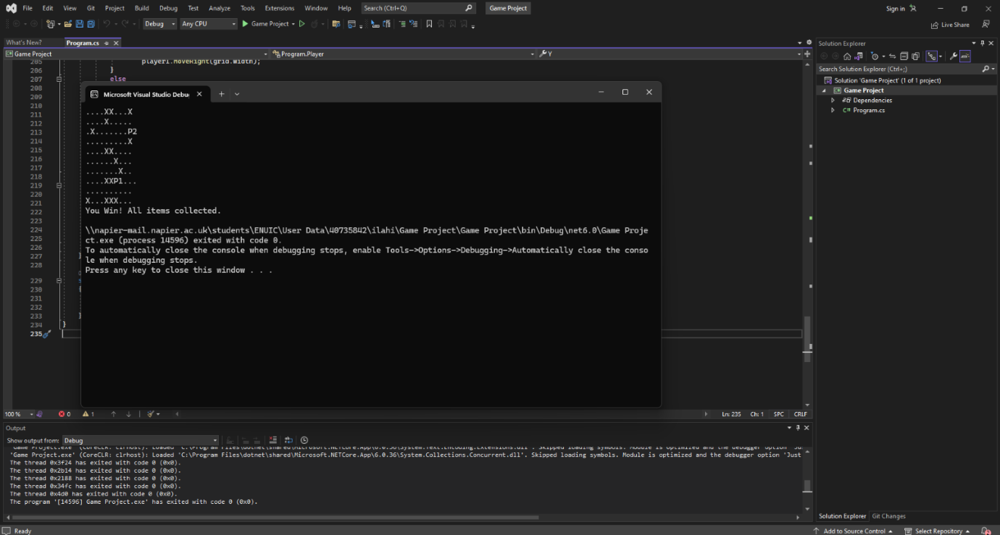 File Edit View Git Project Build Debug Test Analyze Tools Extensions Window Help Search (Ctrl+Q) Game Project Sign in
Debug Any CPU Game Project Live Share
What's New? Program.cs
Game Project Program.Player Y
205 player1.MoveRight(grid.Width);
206 }
207 else
208
209
210
211
212
213
214
215
216
217
218
219
220
221
222
223
224
225
226
227
228
229
230
231
232
233
234 }
235
Microsoft Visual Studio Debu
....XX...X
....X.....
.X.......P2
.........X
....XX....
......X...
.......X..
....XXP1...
..........
X...XXX...
You Win! All items collected.
\\napier-mail.napier.ac.uk\students\ENUIC\User Data\40735842\ilahi\Game Project\Game Project\bin\Debug\net6.0\Game Proje
ct.exe (process 14596) exited with code 0.
To automatically close the console when debugging stops, enable Tools->Options->Debugging->Automatically close the conso
le when debugging stops.
Press any key to close this window . . .
100 % 0 1 Ln: 235 Ch: 1 SPC CRLF
Output
Show output from: Debug
'Game Project.exe' (CoreCLR: clrhost): Loaded 'C:\Program Files\dotnet\shared\Microsoft.NETCore.App\6.0.36\System.Text.Encoding.Extensions.dll'. Skipped loading symbols. Module is optimized and the debugger option 'Jus
'Game Project.exe' (CoreCLR: clrhost): Loaded 'C:\Program Files\dotnet\shared\Microsoft.NETCore.App\6.0.36\System.Collections.Concurrent.dll'. Skipped loading symbols. Module is optimized and the debugger option 'Just
The thread 0x3f24 has exited with code 0 (0x0).
The thread 0x2b14 has exited with code 0 (0x0).
The thread 0x2188 has exited with code 0 (0x0).
The thread 0x34fc has exited with code 0 (0x0).
The thread 0x4d0 has exited with code 0 (0x0).
The program '[14596] Game Project.exe' has exited with code 0 (0x0).
Solution Explorer
Search Solution Explorer (Ctrl+;)
Solution 'Game Project' (1 of 1 project)
Game Project
Dependencies
C# Program.cs
Solution Explorer Git Changes
Ready Add to Source Control Select Repository 2